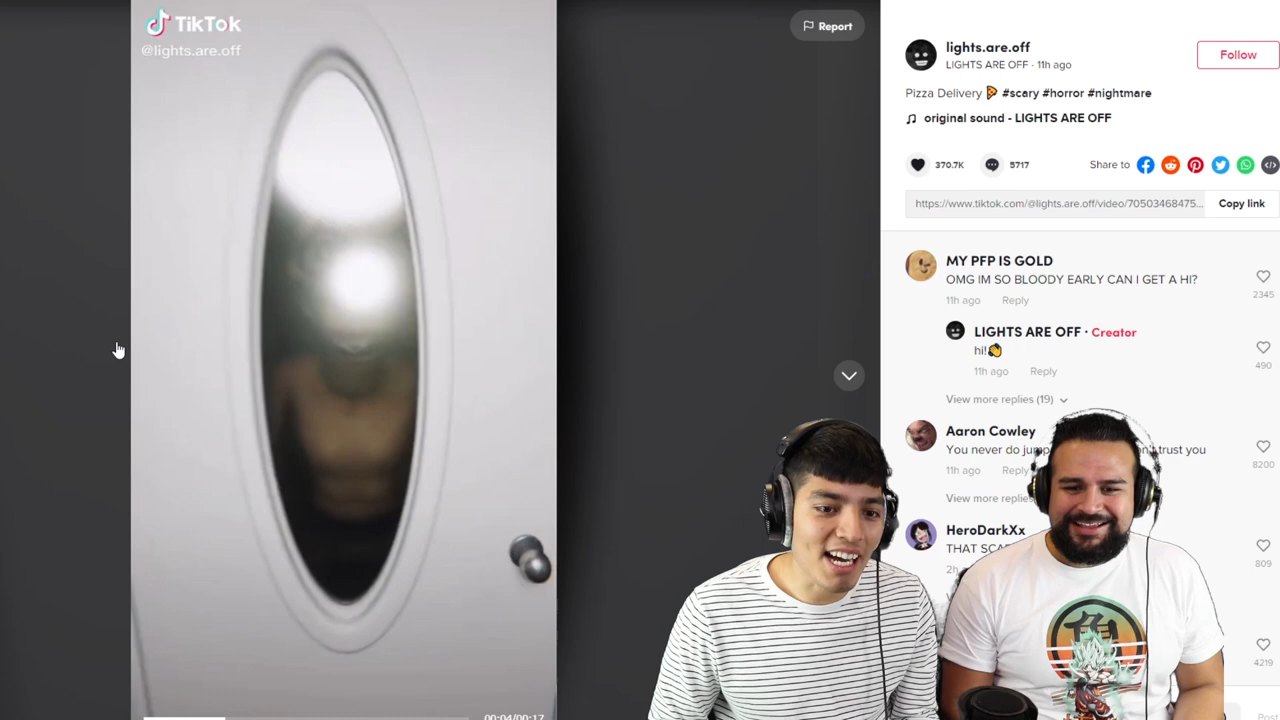 TikTok
@lights.are.off
Report
lights.are.off
LIGHTS ARE OFF · 11h ago
Follow
Pizza Delivery 🍕 #scary #horror #nightmare
original sound - LIGHTS ARE OFF
370.7K
5717
Share to
https://www.tiktok.com/@lights.are.off/video/70503468475...
Copy link
MY PFP IS GOLD
OMG IM SO BLOODY EARLY CAN I GET A HI?
11h ago
Reply
2345
LIGHTS ARE OFF · Creator
hi!👏
11h ago
Reply
490
View more replies (19)
Aaron Cowley
You never do trust you
11h ago
Reply
8200
View more replies
HeroDarkXx
THAT
809
4219
00:04/00:17
Post